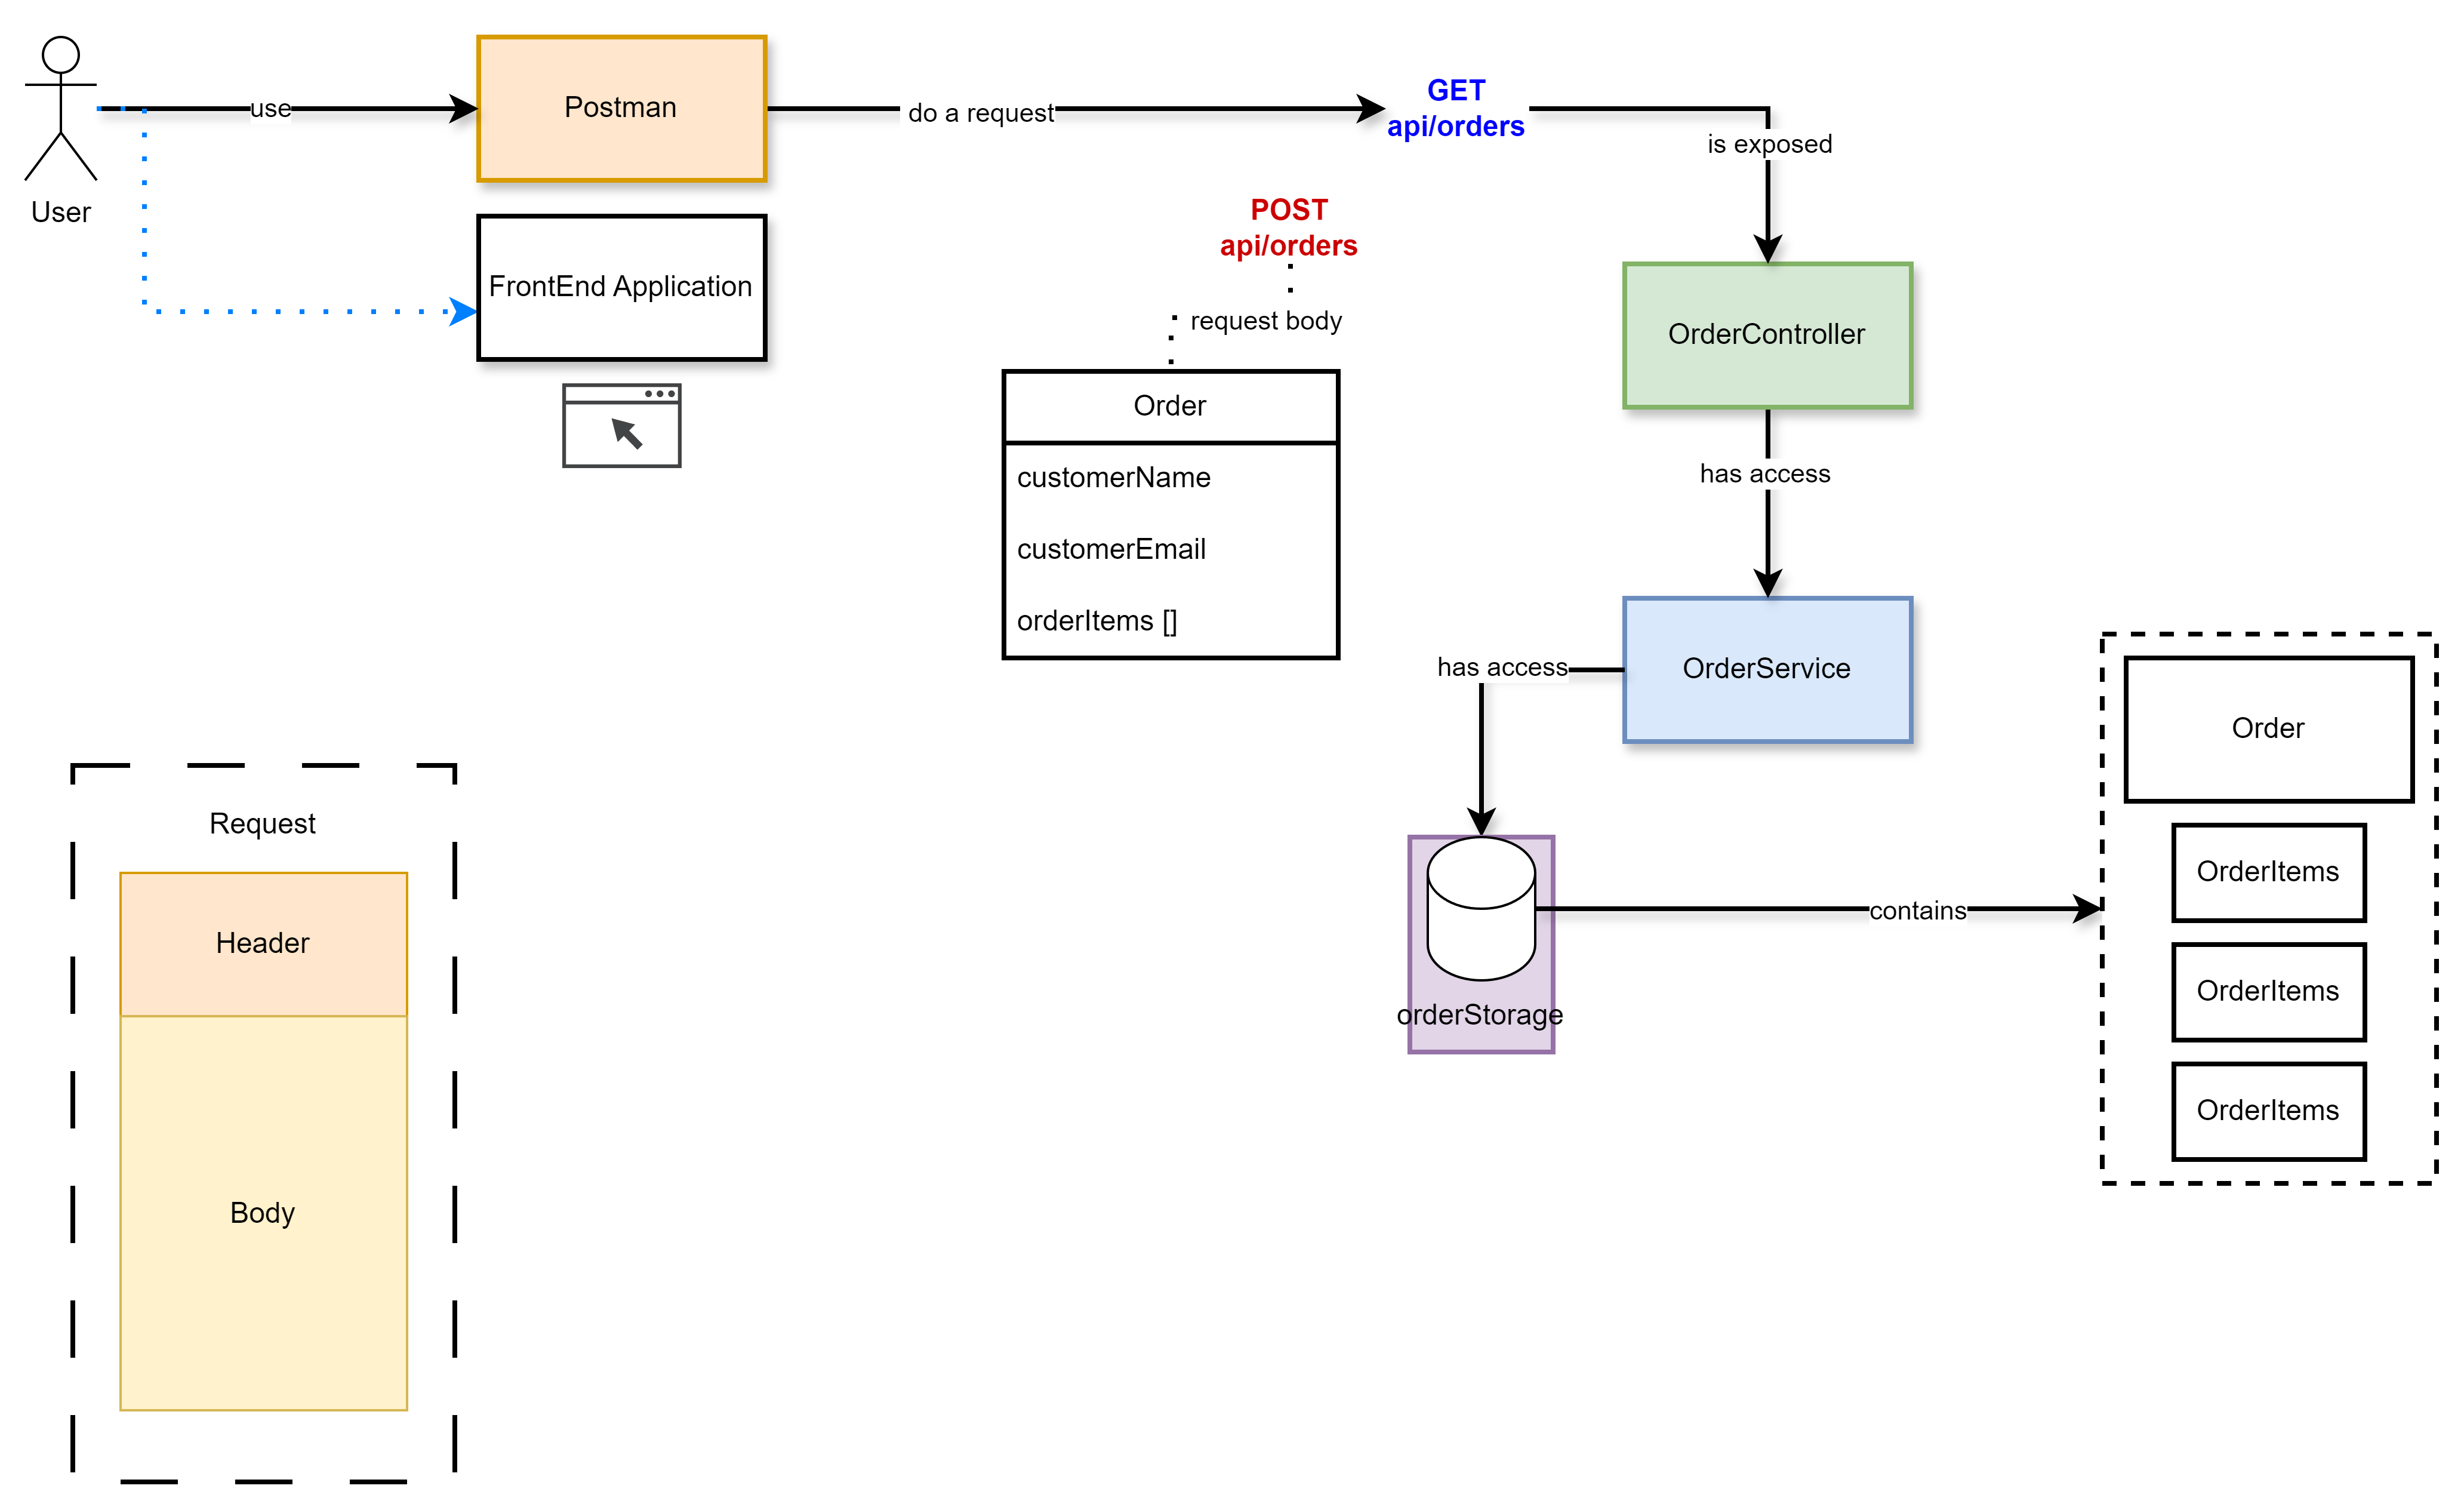 User
use
Postman
do a request
GET
api/orders
is exposed
FrontEnd Application
POST
api/orders
request body
Order
customerName
customerEmail
orderItems []
OrderController
has access
OrderService
has access
orderStorage
contains
Order
OrderItems
OrderItems
OrderItems
Request
Header
Body